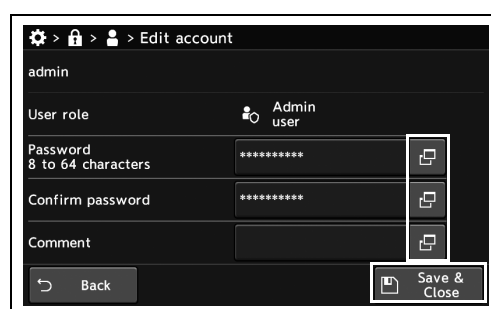 > > > Edit account
admin
User role
Admin
user
Password
8 to 64 characters
**********
Confirm password
**********
Comment
Back
Save &
Close